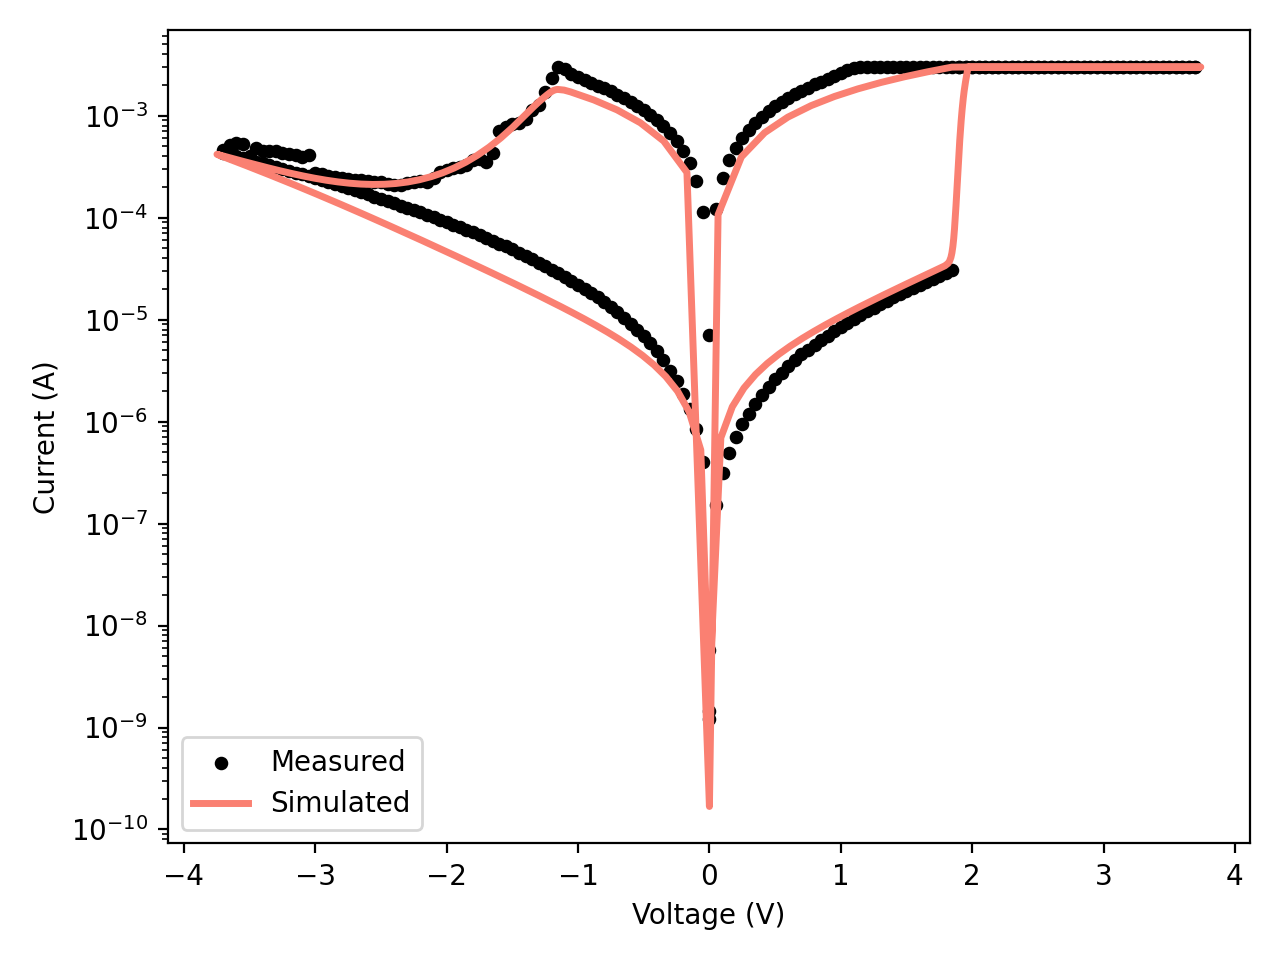 Current (A)
10⁻³
10⁻⁴
10⁻⁵
10⁻⁶
10⁻⁷
10⁻⁸
10⁻⁹
10⁻¹⁰
Measured
Simulated
−4 −3 −2 −1 0 1 2 3 4
Voltage (V)